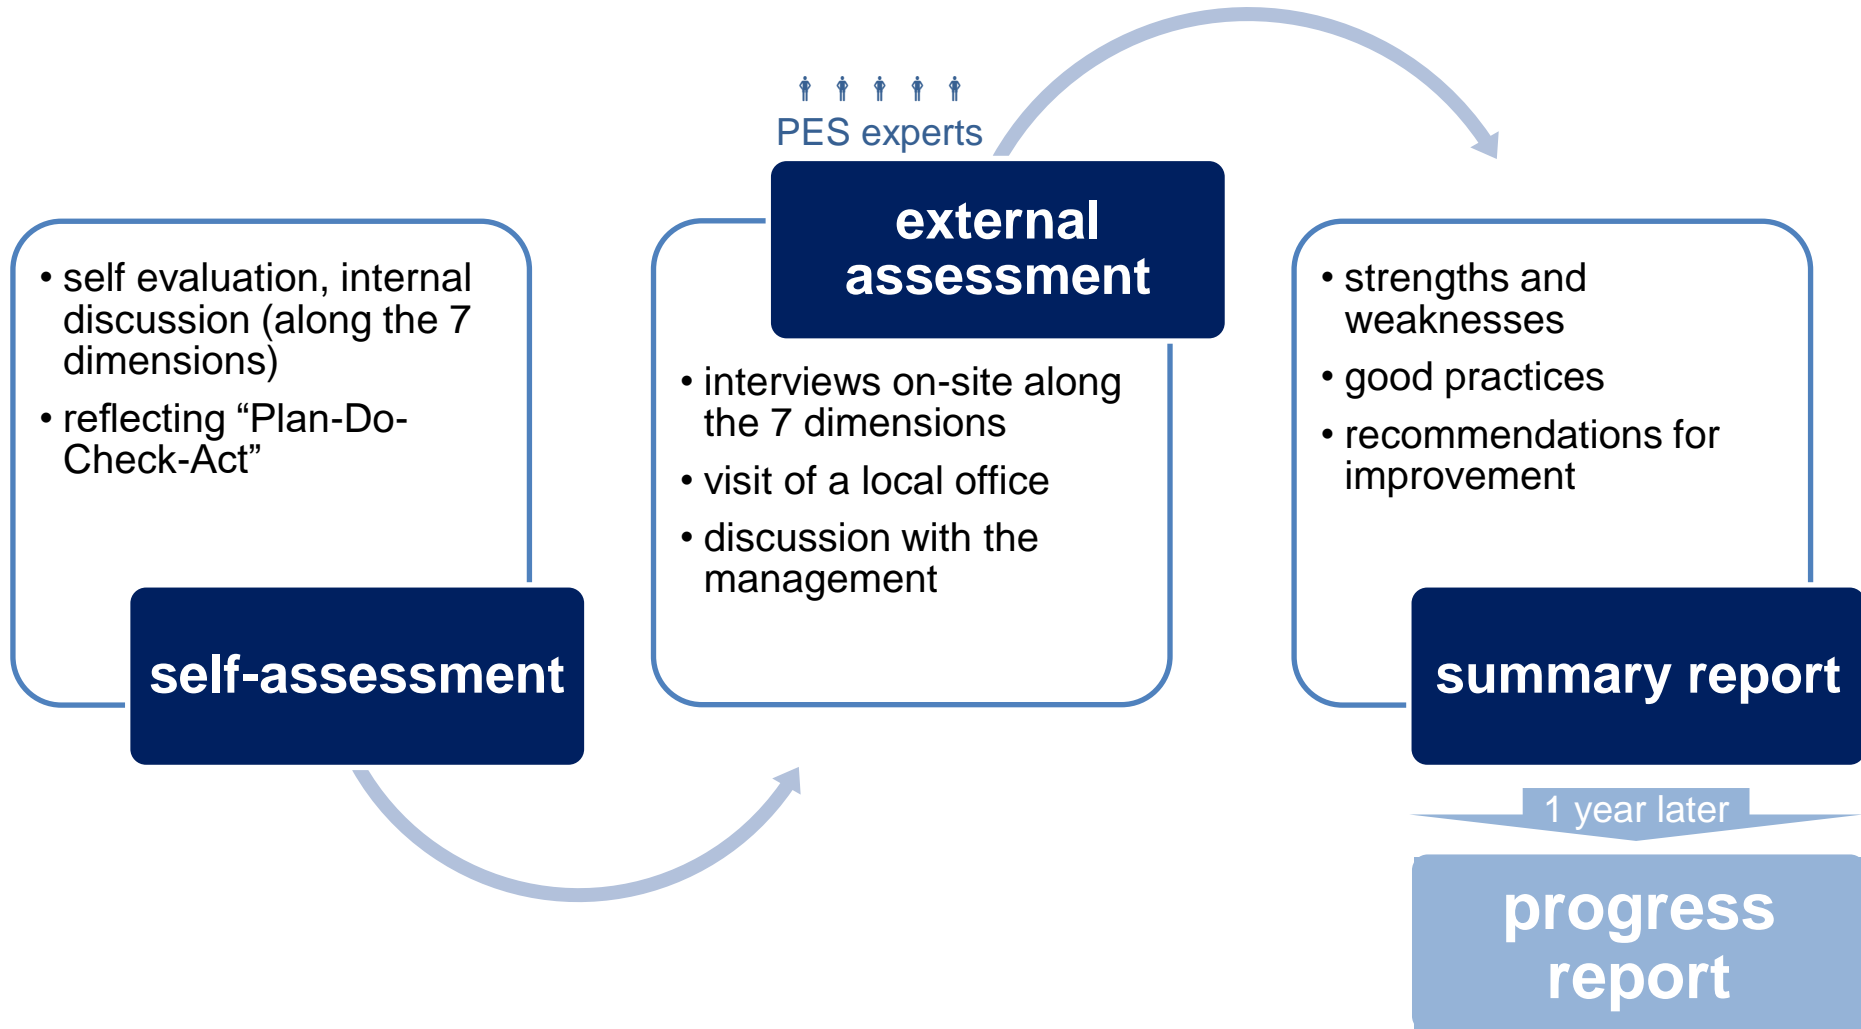 • self evaluation, internal
discussion (along the 7
dimensions)
• reflecting “Plan-Do-
Check-Act”
self-assessment
PES experts
external
assessment
• interviews on-site along
the 7 dimensions
• visit of a local office
• discussion with the
management
• strengths and
weaknesses
• good practices
• recommendations for
improvement
summary report
1 year later
progress
report